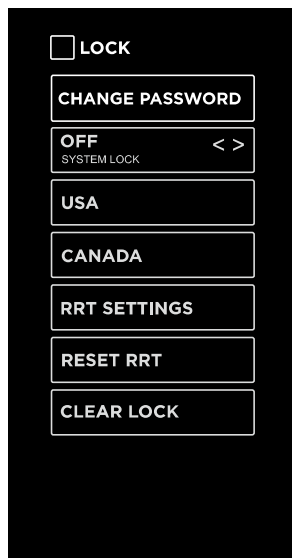 LOCK
CHANGE PASSWORD
OFF < >
SYSTEM LOCK
USA
CANADA
RRT SETTINGS
RESET RRT
CLEAR LOCK